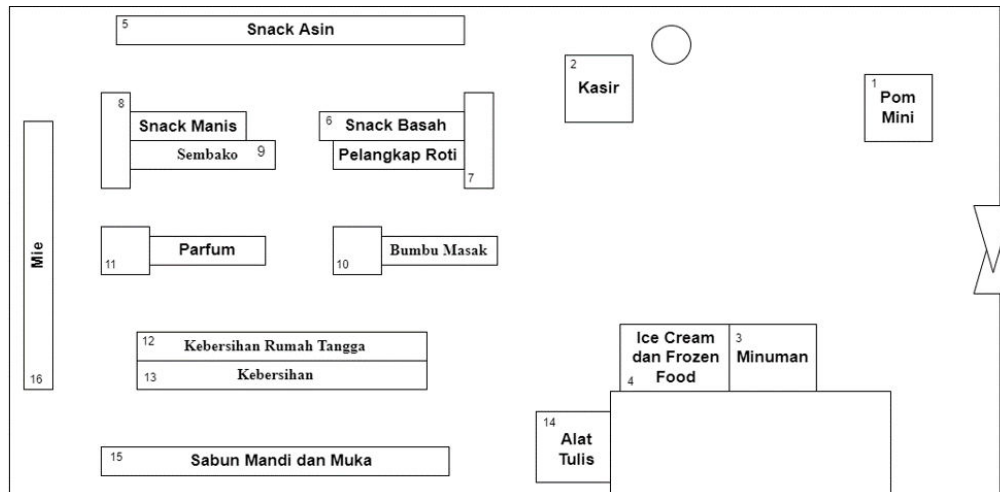 5
Snack Asin
2
Kasir
1
Pom
Mini
8
Snack Manis
Sembako 9
6 Snack Basah
Pelangkap Roti
7
Mie
16
11
Parfum
10
Bumbu Masak
12 Kebersihan Rumah Tangga
13 Kebersihan
Ice Cream
dan Frozen
Food
4
3
Minuman
14
Alat
Tulis
15 Sabun Mandi dan Muka